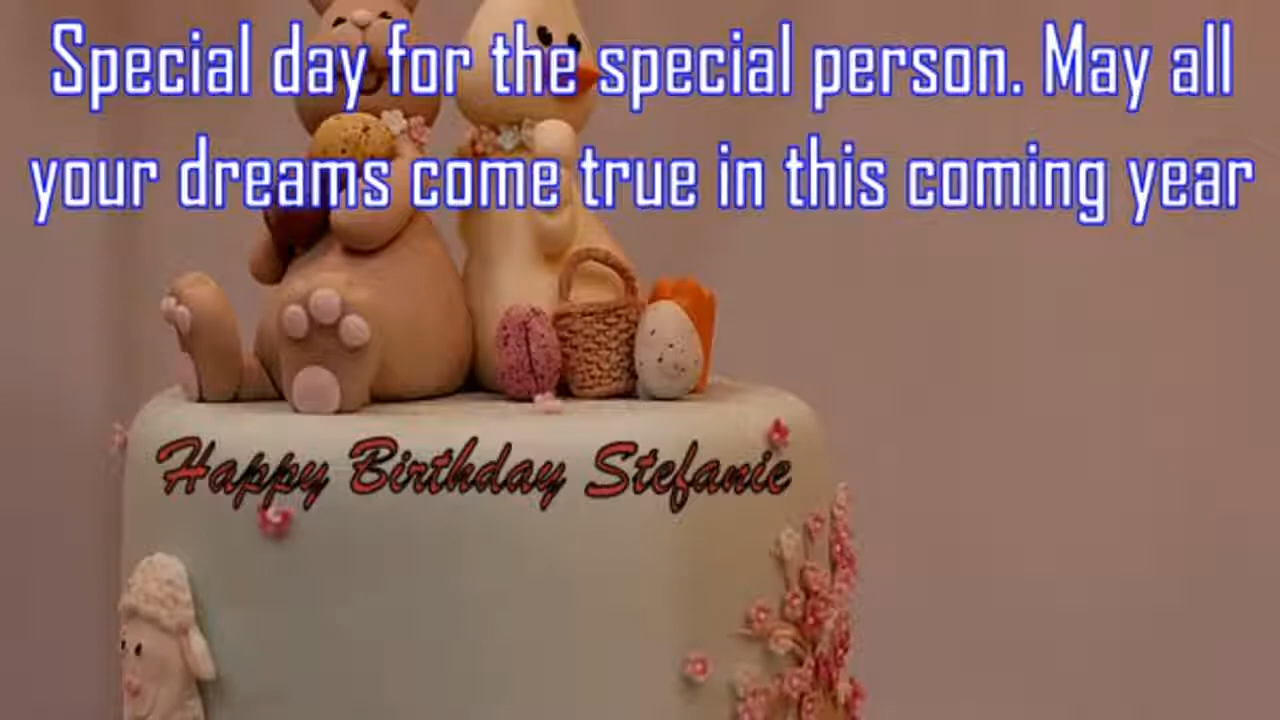 Special day for the special person. May all
your dreams come true in this coming year
Happy Birthday Stefanie